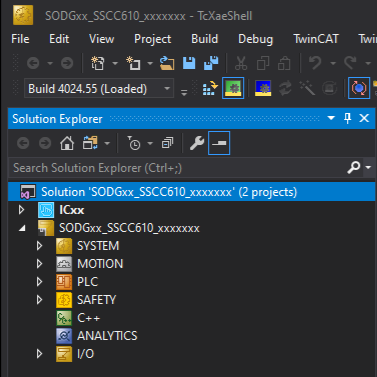 SODGxx_SSCC610_xxxxxxx - TcXaeShell
File Edit View Project Build Debug TwinCAT
Build 4024.55 (Loaded)
Solution Explorer
Search Solution Explorer (Ctrl+;)
Solution 'SODGxx_SSCC610_xxxxxxx' (2 projects)
ICxx
SODGxx_SSCC610_xxxxxxx
SYSTEM
MOTION
PLC
SAFETY
C++
ANALYTICS
I/O